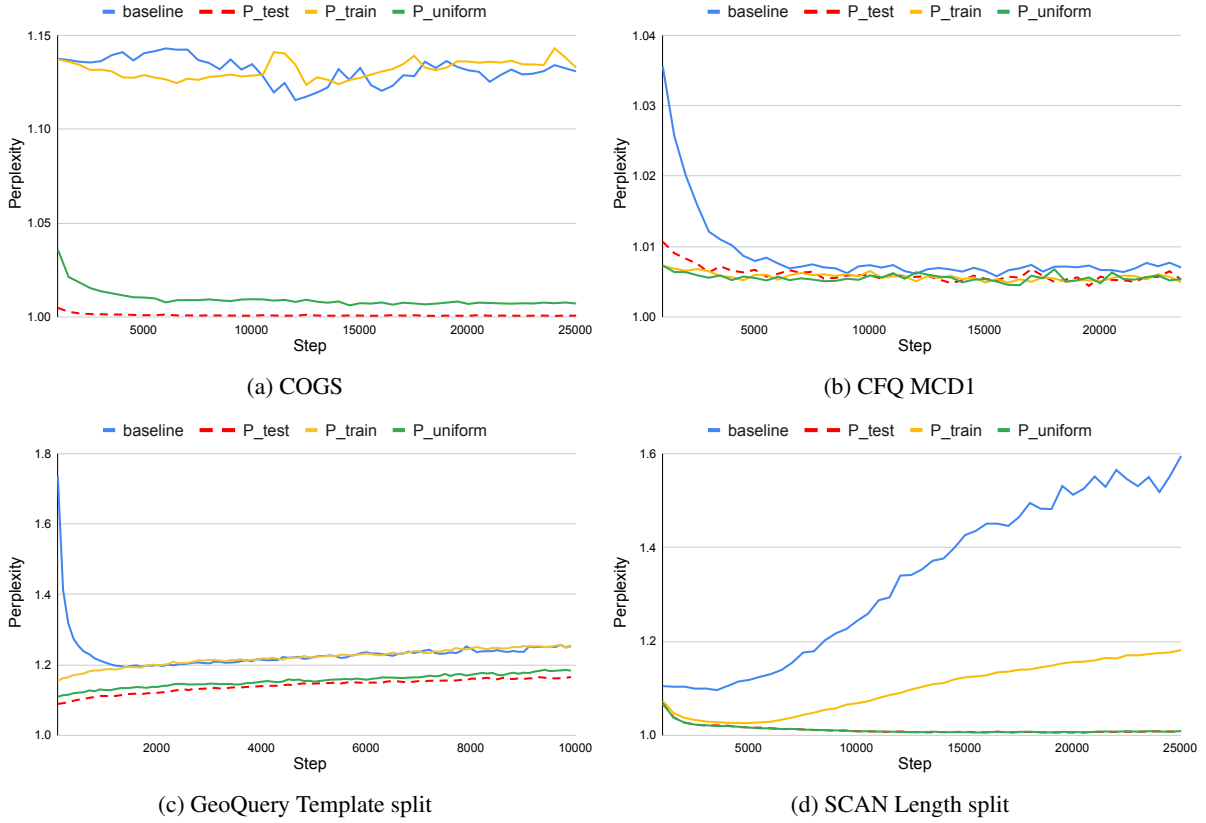 baseline P_test P_train P_uniform
1.15
1.10
1.05
1.00
Perplexity
5000 10000 15000 20000 25000
Step
(a) COGS
baseline P_test P_train P_uniform
1.04
1.03
1.02
1.01
1.00
Perplexity
5000 10000 15000 20000
Step
(b) CFQ MCD1
baseline P_test P_train P_uniform
1.8
1.6
1.4
1.2
1.0
Perplexity
2000 4000 6000 8000 10000
Step
(c) GeoQuery Template split
baseline P_test P_train P_uniform
1.6
1.4
1.2
1.0
Perplexity
5000 10000 15000 20000 25000
Step
(d) SCAN Length split